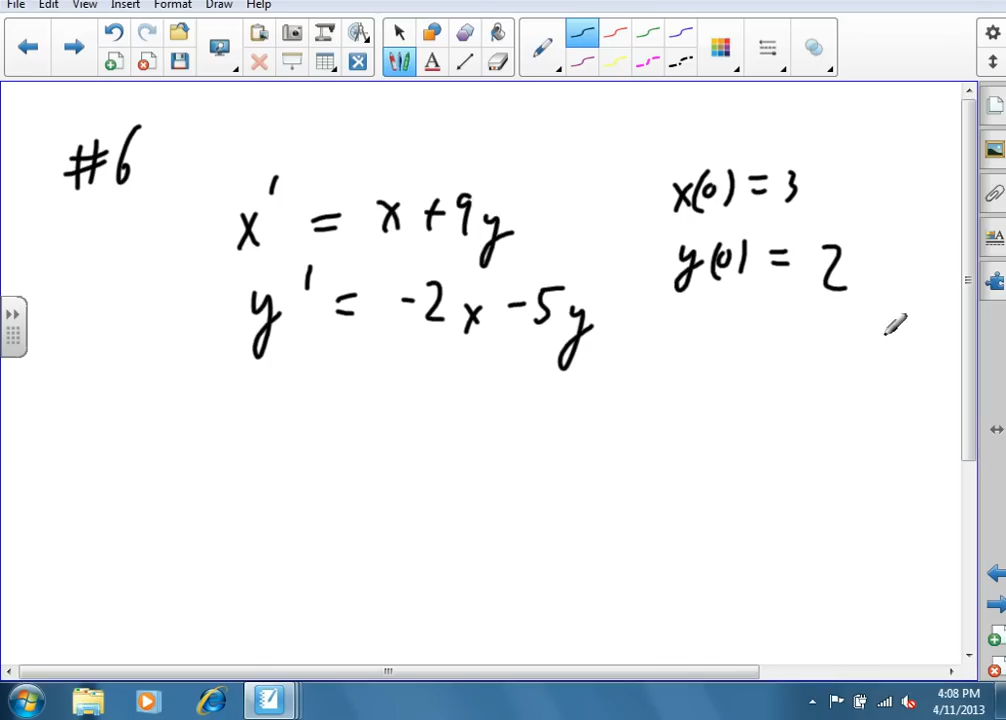 File Edit View Insert Format Draw Help
#6
x' = x + 9y
x(0) = 3
y' = -2x - 5y
y(0) = 2
4:08 PM
4/11/2013